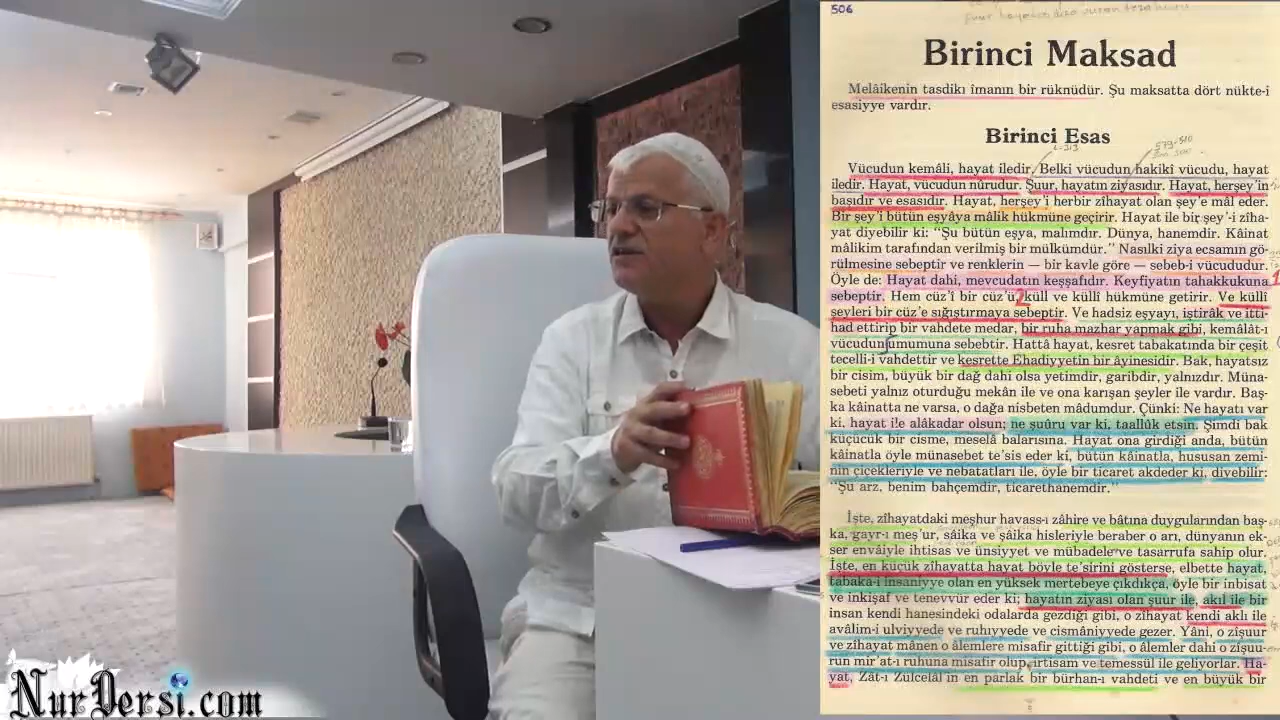 506
Birinci Maksad
Melâikenin tasdikı îmanın bir rüknüdür. Şu maksatta dört nükte-i
esasiyye vardır.
Birinci Esas
Vücudun kemâli, hayat iledir. Belki vücudun hakikî vücudu, hayat
iledir. Hayat, vücudun nûrudur. Şuur, hayatın ziyasıdır. Hayat, herşey'in
başıdır ve esasıdır. Hayat, herşey'i herbir zîhayat olan şey'e mâl eder.
Bir şey'i bütün eşyaya mâlik hükmüne geçirir. Hayat ile bir şey'-i zîha-
yat diyebilir ki: "Şu bütün eşya, malımdır. Dünya, hanemdir. Kâinat
mâlikim tarafından verilmiş bir mülkümdür." Nasılki ziya ecsamın gö-
rülmesine sebeptir ve renklerin — bir kavle göre — sebeb-i vücududur.
Öyle de: Hayat dahi, mevcudatın keşşafıdır. Keyfiyatın tahakkukuna
sebeptir. Hem cüz'î bir cüz'ü, küll ve küllî hükmüne getirir. Ve küllî
şeyleri bir cüz'e sığıştırmaya sebeptir. Ve hadsiz eşyayı, iştirâk ve itti-
had ettirip bir vahdete medar, bir ruha mazhar yapmak gibi, kemâlât-ı
vücudun umumuna sebebtir. Hattâ hayat, kesret tabakatında bir çeşit
tecelli-i vahdettir ve kesrette Ehadiyyetin bir âyinesidir. Bak, hayatsız
bir cisim, büyük bir dağ dahi olsa yetimdir, garibdir, yalnızdır. Müna-
sebeti yalnız oturduğu mekân ile ve ona karışan şeyler ile vardır. Baş-
ka kâinatta ne varsa, o dağa nisbeten mâdumdur. Çünki: Ne hayatı var
ki, hayat ile alâkadar olsun; ne şuûru var ki, taallûk etsin. Şimdi bak
küçücük bir cisme, meselâ balarısına. Hayat ona girdiği anda, bütün
kâinatla öyle münasebet te'sis eder ki, bütün kâinatla, hususan zemi-
nin çiçekleriyle ve nebatatları ile, öyle bir ticaret akdeder ki, diyebilir:
"Şu arz, benim bahçemdir, ticarethanemdir."
İşte, zîhayatdaki meşhur havass-ı zâhire ve bâtına duygularından baş-
ka, gayr-ı meş'ur, sâika ve şâika hisleriyle beraber o arı, dünyanın ek-
ser envâiyle ihtisas ve ünsiyyet ve mübadele ve tasarrufa sahip olur.
İşte, en küçük zîhayatta hayat böyle te'sirini gösterse, elbette hayat,
tabaka-i insaniyye olan en yüksek mertebeye çıkdıkça, öyle bir inbisat
ve inkişaf ve tenevvür eder ki; hayatın ziyası olan şuur ile, akıl ile bir
insan kendi hanesindeki odalarda gezdiği gibi, o zîhayat kendi aklı ile
avâlim-i ulviyyede ve ruhıyyede ve cismâniyyede gezer. Yâni, o zîşuur
ve zîhayat mânen o âlemlere misafir gittiği gibi, o âlemler dahi o zîşuu-
run mir'at-ı ruhuna misafir olup, irtisam ve temessül ile geliyorlar. Ha-
yat, Zât-ı Zülcelâl'in en parlak bir bürhan-ı vahdeti ve en büyük bir
NurDersi.com